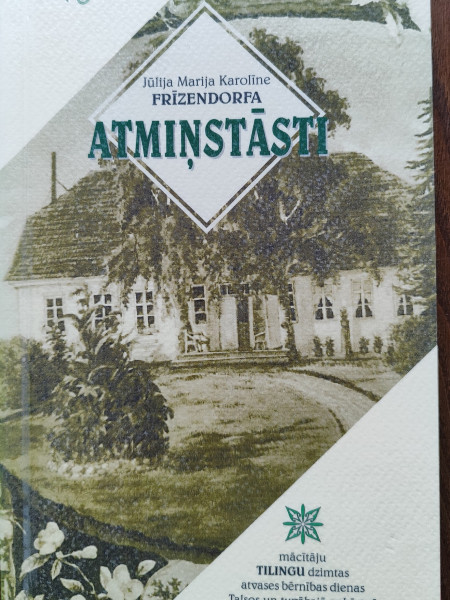 Jūlija Marija Karolīne
FRĪZENDORFA
ATMIŅSTĀSTI
mācītāju
TILINGU dzimtas
atvases bērnības dienas